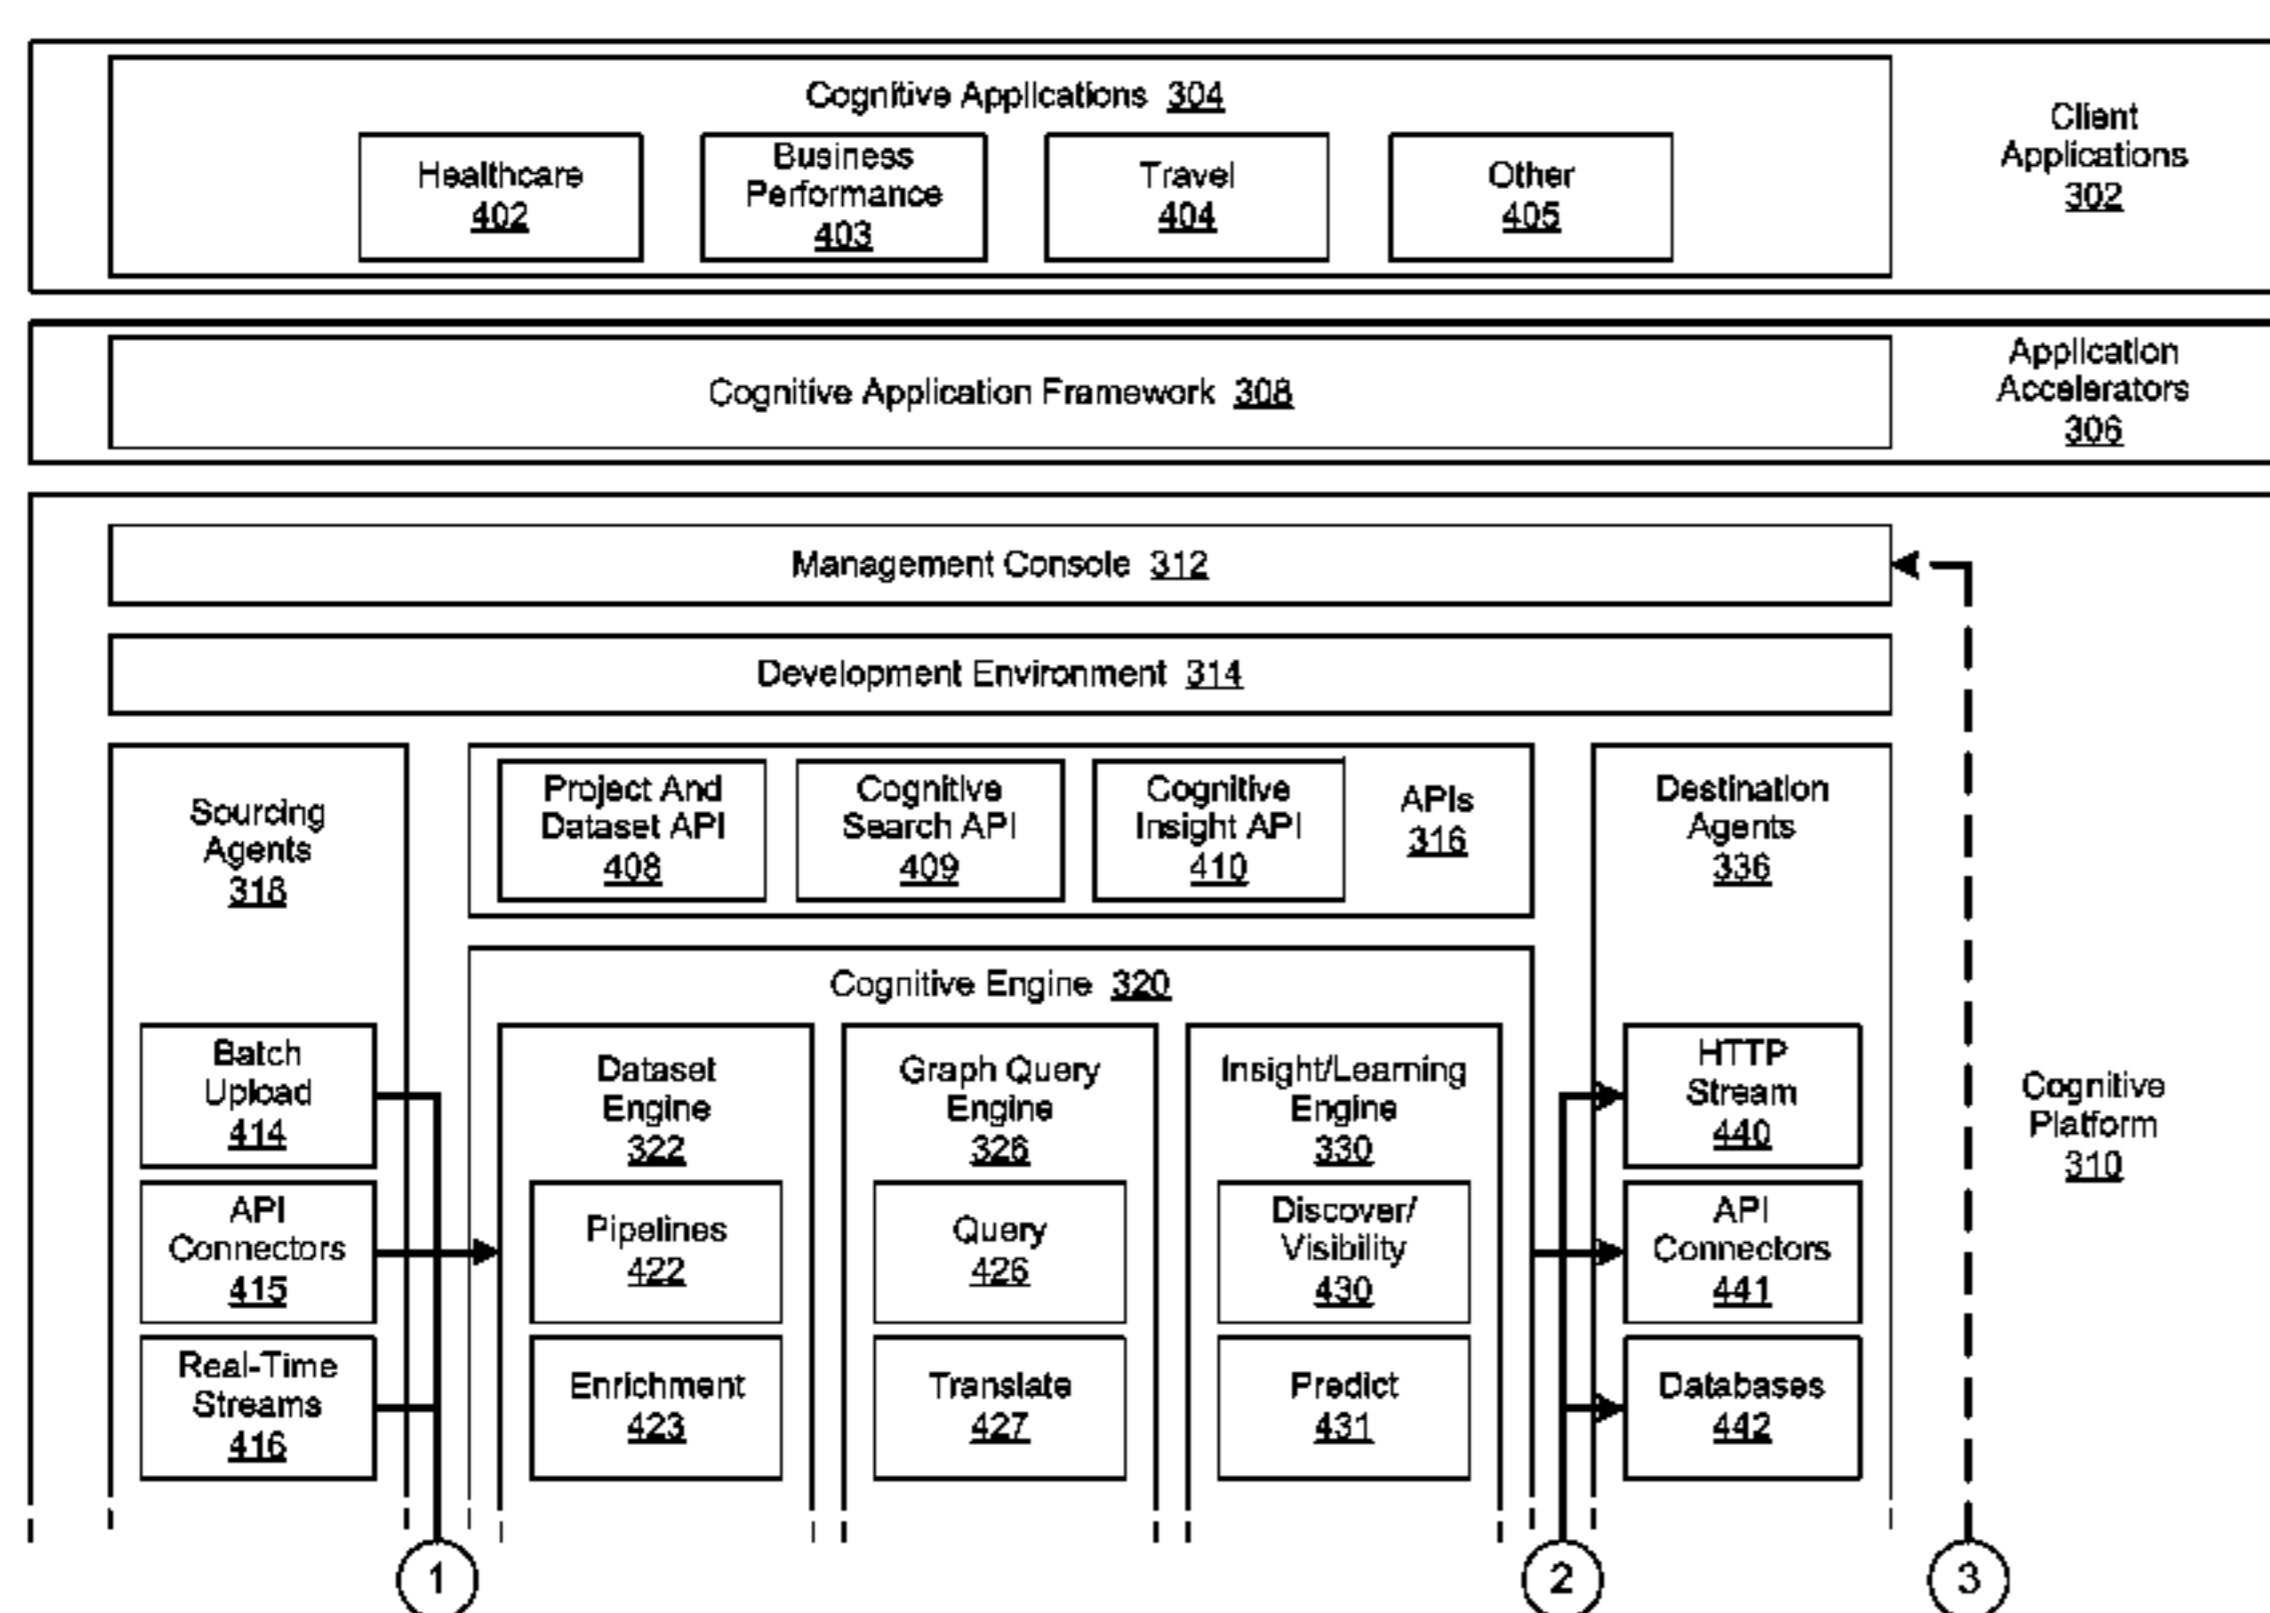 Cognitive Applications 304
Healthcare
402
Business
Performance
403
Travel
404
Other
405
Client
Applications
302
Cognitive Application Framework 308
Application
Accelerators
306
Management Console 312
Development Environment 314
Sourcing
Agents
318
Project And
Dataset API
408
Cognitive
Search API
409
Cognitive
Insight API
410
APIs
316
Destination
Agents
336
Cognitive Engine 320
Batch
Upload
414
API
Connectors
415
Real-Time
Streams
416
Dataset
Engine
322
Pipelines
422
Enrichment
423
Graph Query
Engine
326
Query
426
Translate
427
Insight/Learning
Engine
330
Discover/
Visibility
430
Predict
431
HTTP
Stream
440
API
Connectors
441
Databases
442
Cognitive
Platform
310
1
2
3